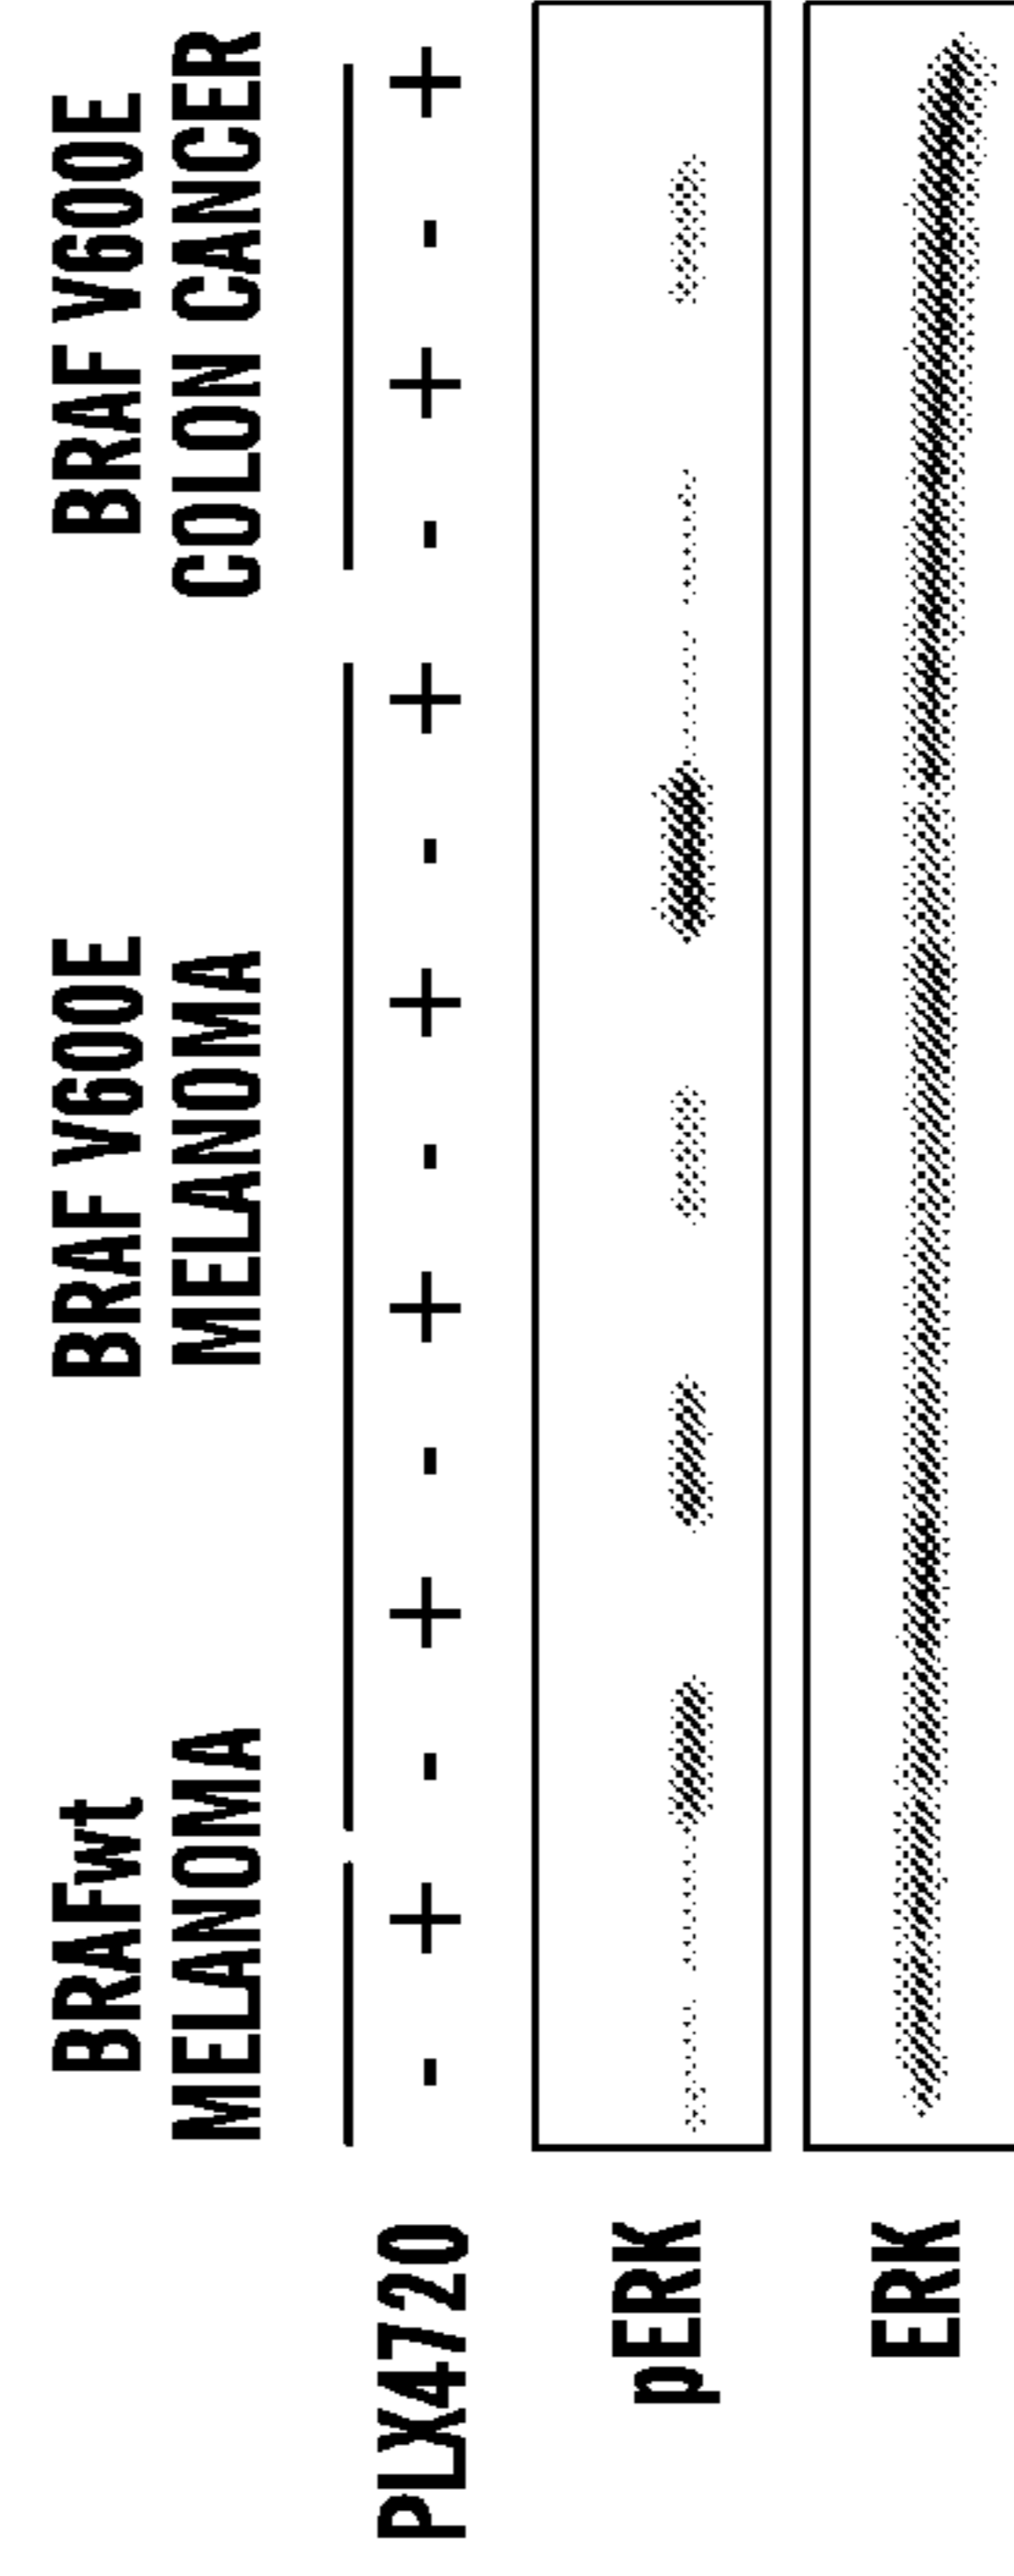 BRAFwt
MELANOMA
BRAF V600E
MELANOMA
BRAF V600E
COLON CANCER
PLX4720 - + - + - + - + - + - + - +
pERK
ERK